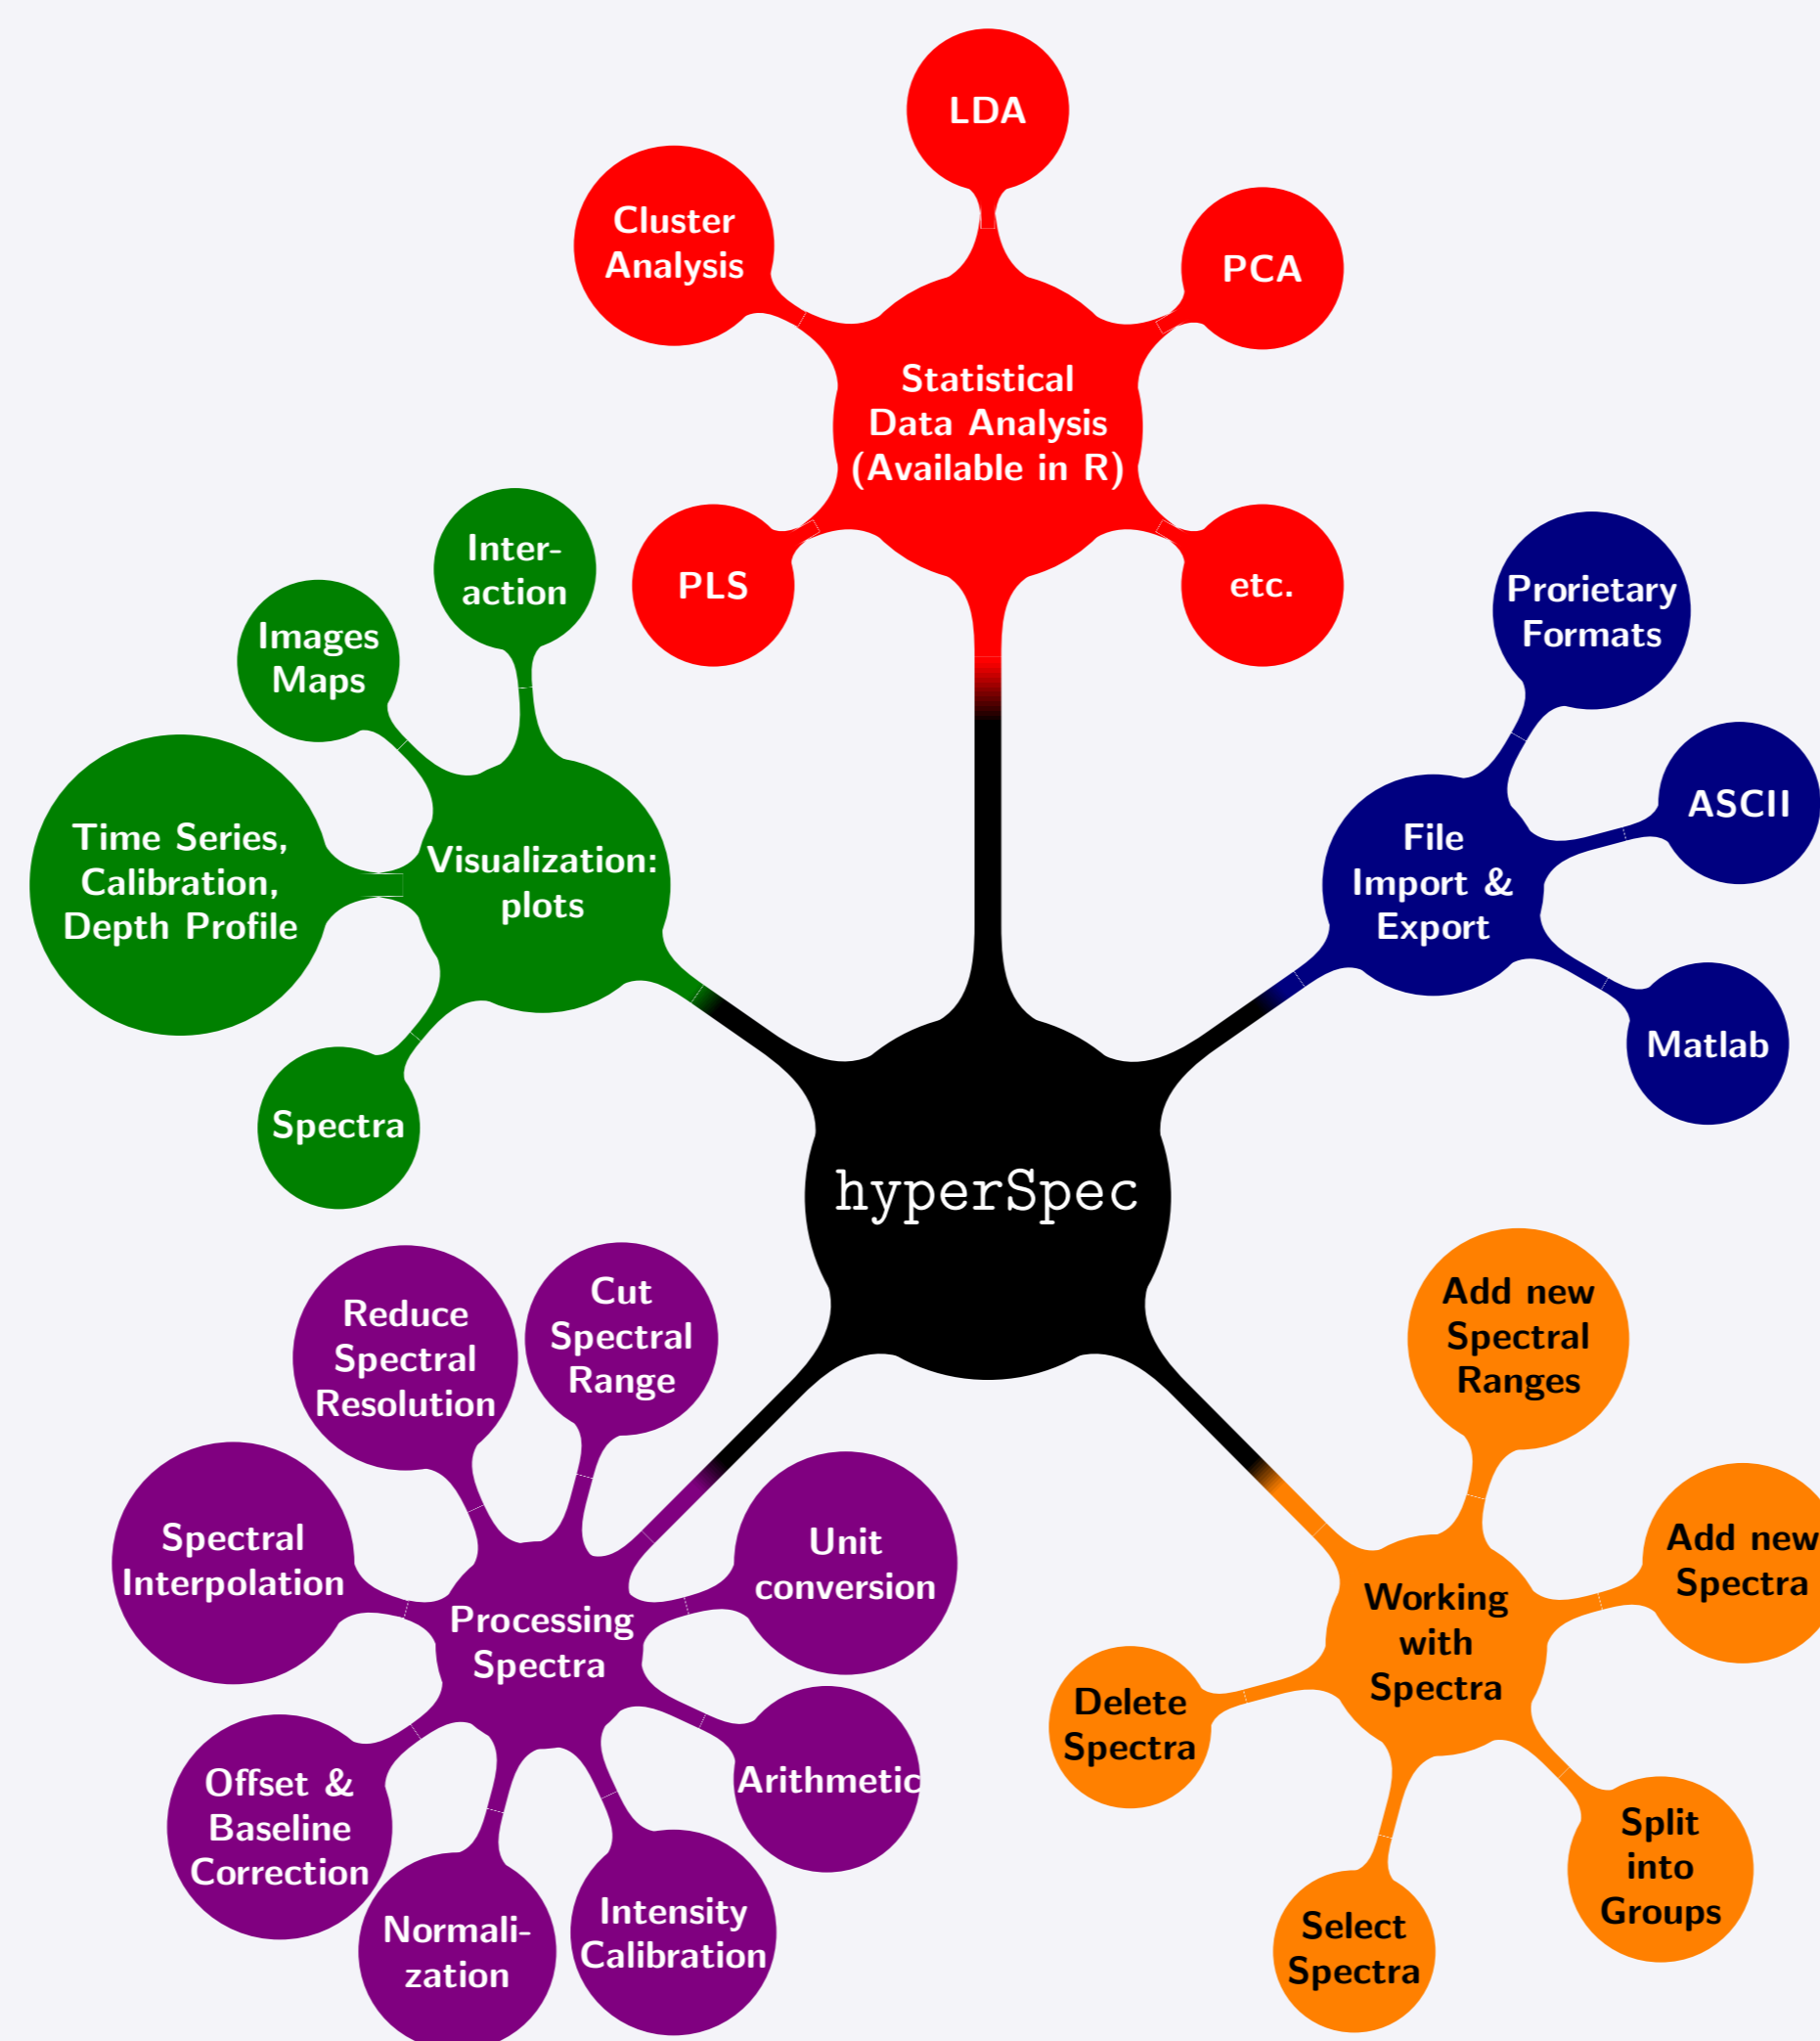 LDA
Cluster
Analysis
PCA
Statistical
Data Analysis
(Available in R)
PLS
etc.
Inter-
action
Images
Maps
Time Series,
Calibration,
Depth Profile
Visualization:
plots
Spectra
Prorietary
Formats
ASCII
File
Import &
Export
Matlab
hyperSpec
Cut
Spectral
Range
Reduce
Spectral
Resolution
Spectral
Interpolation
Unit
conversion
Processing
Spectra
Offset &
Baseline
Correction
Arithmetic
Normali-
zation
Intensity
Calibration
Add new
Spectral
Ranges
Add new
Spectra
Working
with
Spectra
Delete
Spectra
Split
into
Groups
Select
Spectra